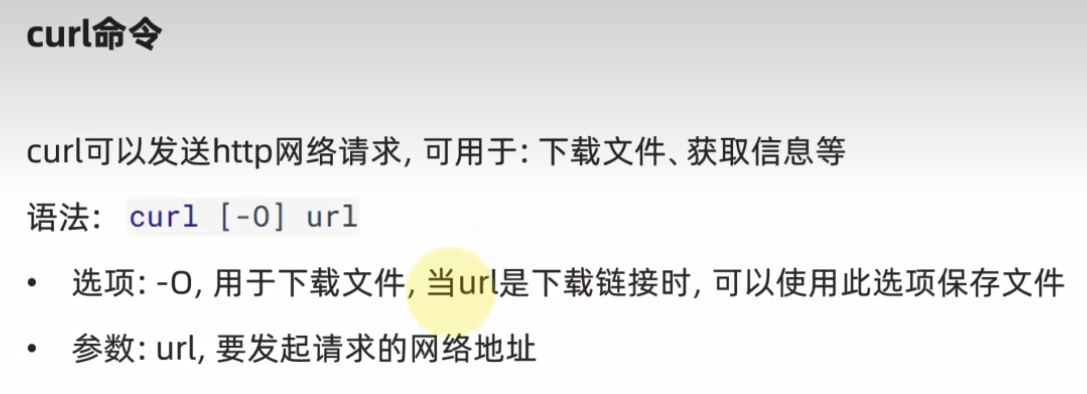 curl命令
curl可以发送http网络请求, 可用于: 下载文件、获取信息等
语法: curl [-O] url
• 选项: -O, 用于下载文件, 当url是下载链接时, 可以使用此选项保存文件
• 参数: url, 要发起请求的网络地址